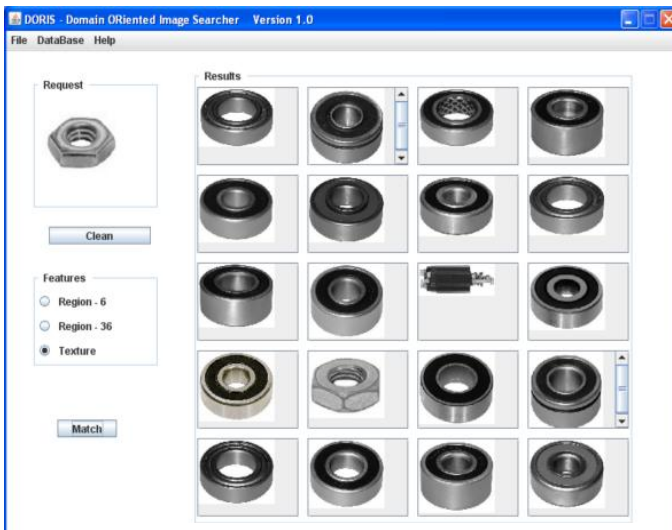 DORIS - Domain ORiented Image Searcher Version 1.0
File DataBase Help
Request
Results
Clean
Features
Region - 6
Region - 36
Texture
Match